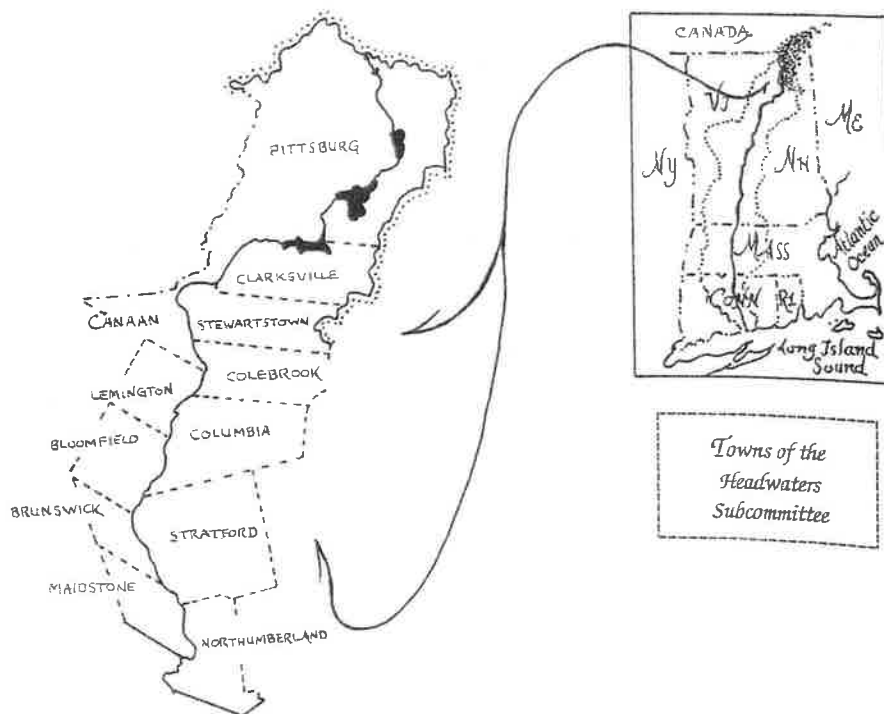 PITTSBURG
CLARKSVILLE
CANAAN
STEWARTSTOWN
LEMINGTON
COLEBROOK
BLOOMFIELD
COLUMBIA
BRUNSWICK
STRATFORD
MAIDSTONE
NORTHUMBERLAND
CANADA
VT
ME
NY
NH
Atlantic
Ocean
MASS
CONN
RI
Long Island
Sound
Towns of the
Headwaters
Subcommittee